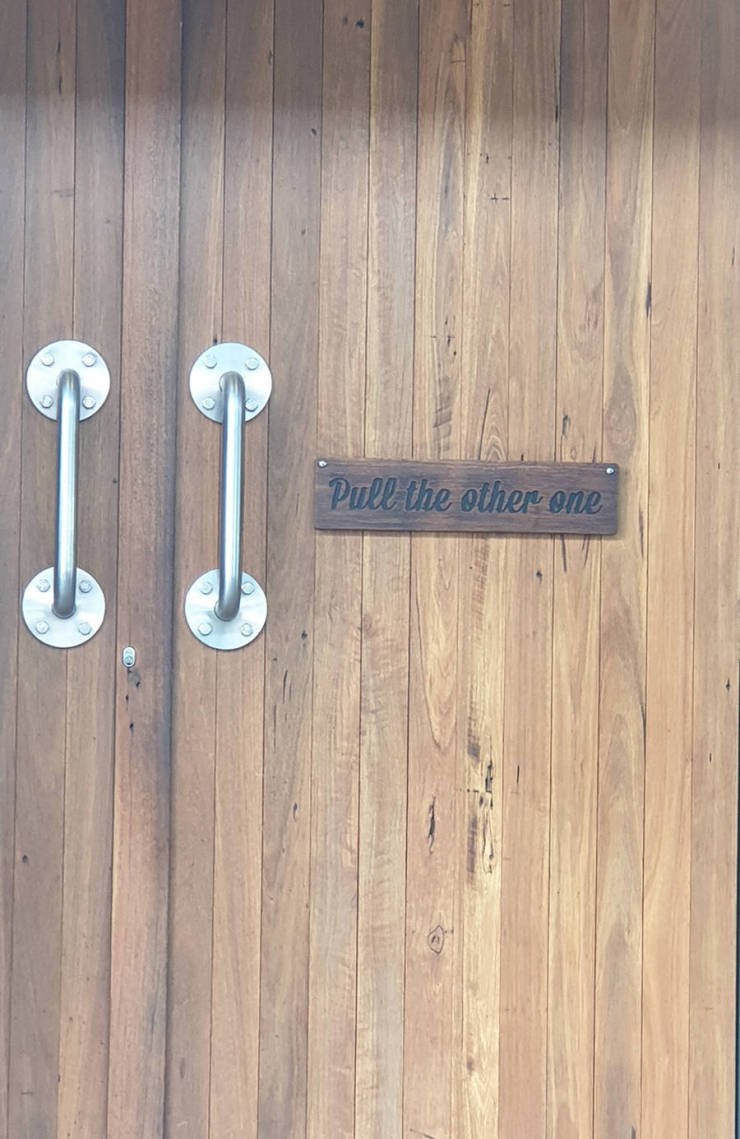 Pull the other one